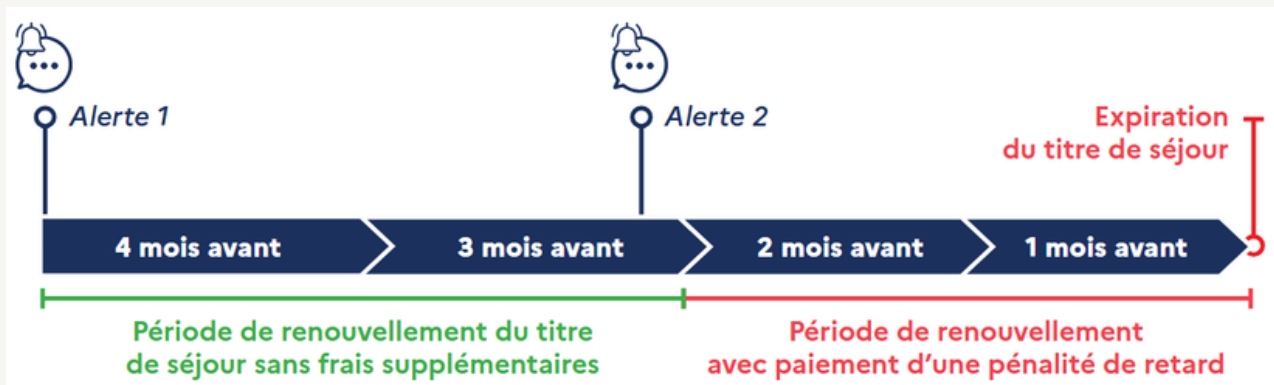 Alerte 1
Alerte 2
Expiration
du titre de séjour
4 mois avant
3 mois avant
2 mois avant
1 mois avant
Période de renouvellement du titre
de séjour sans frais supplémentaires
Période de renouvellement
avec paiement d’une pénalité de retard